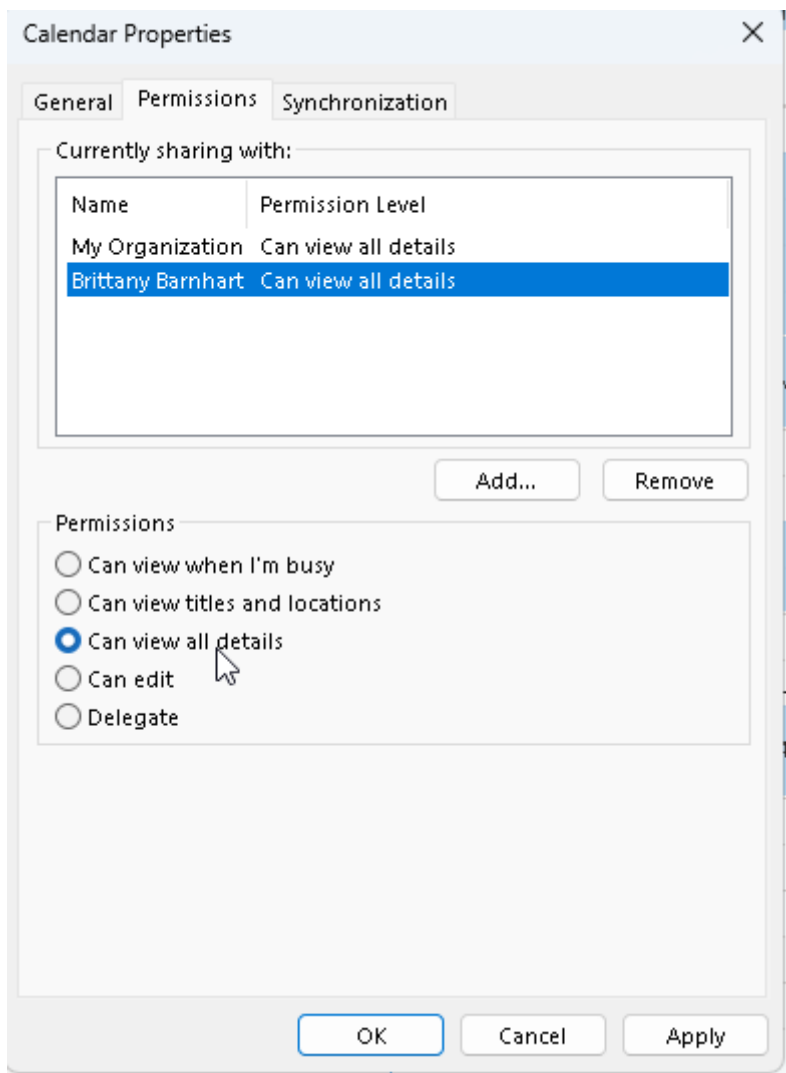 Calendar Properties
General Permissions Synchronization
Currently sharing with:
Name Permission Level
My Organization Can view all details
Brittany Barnhart Can view all details
Add... Remove
Permissions
Can view when I'm busy
Can view titles and locations
Can view all details
Can edit
Delegate
OK Cancel Apply